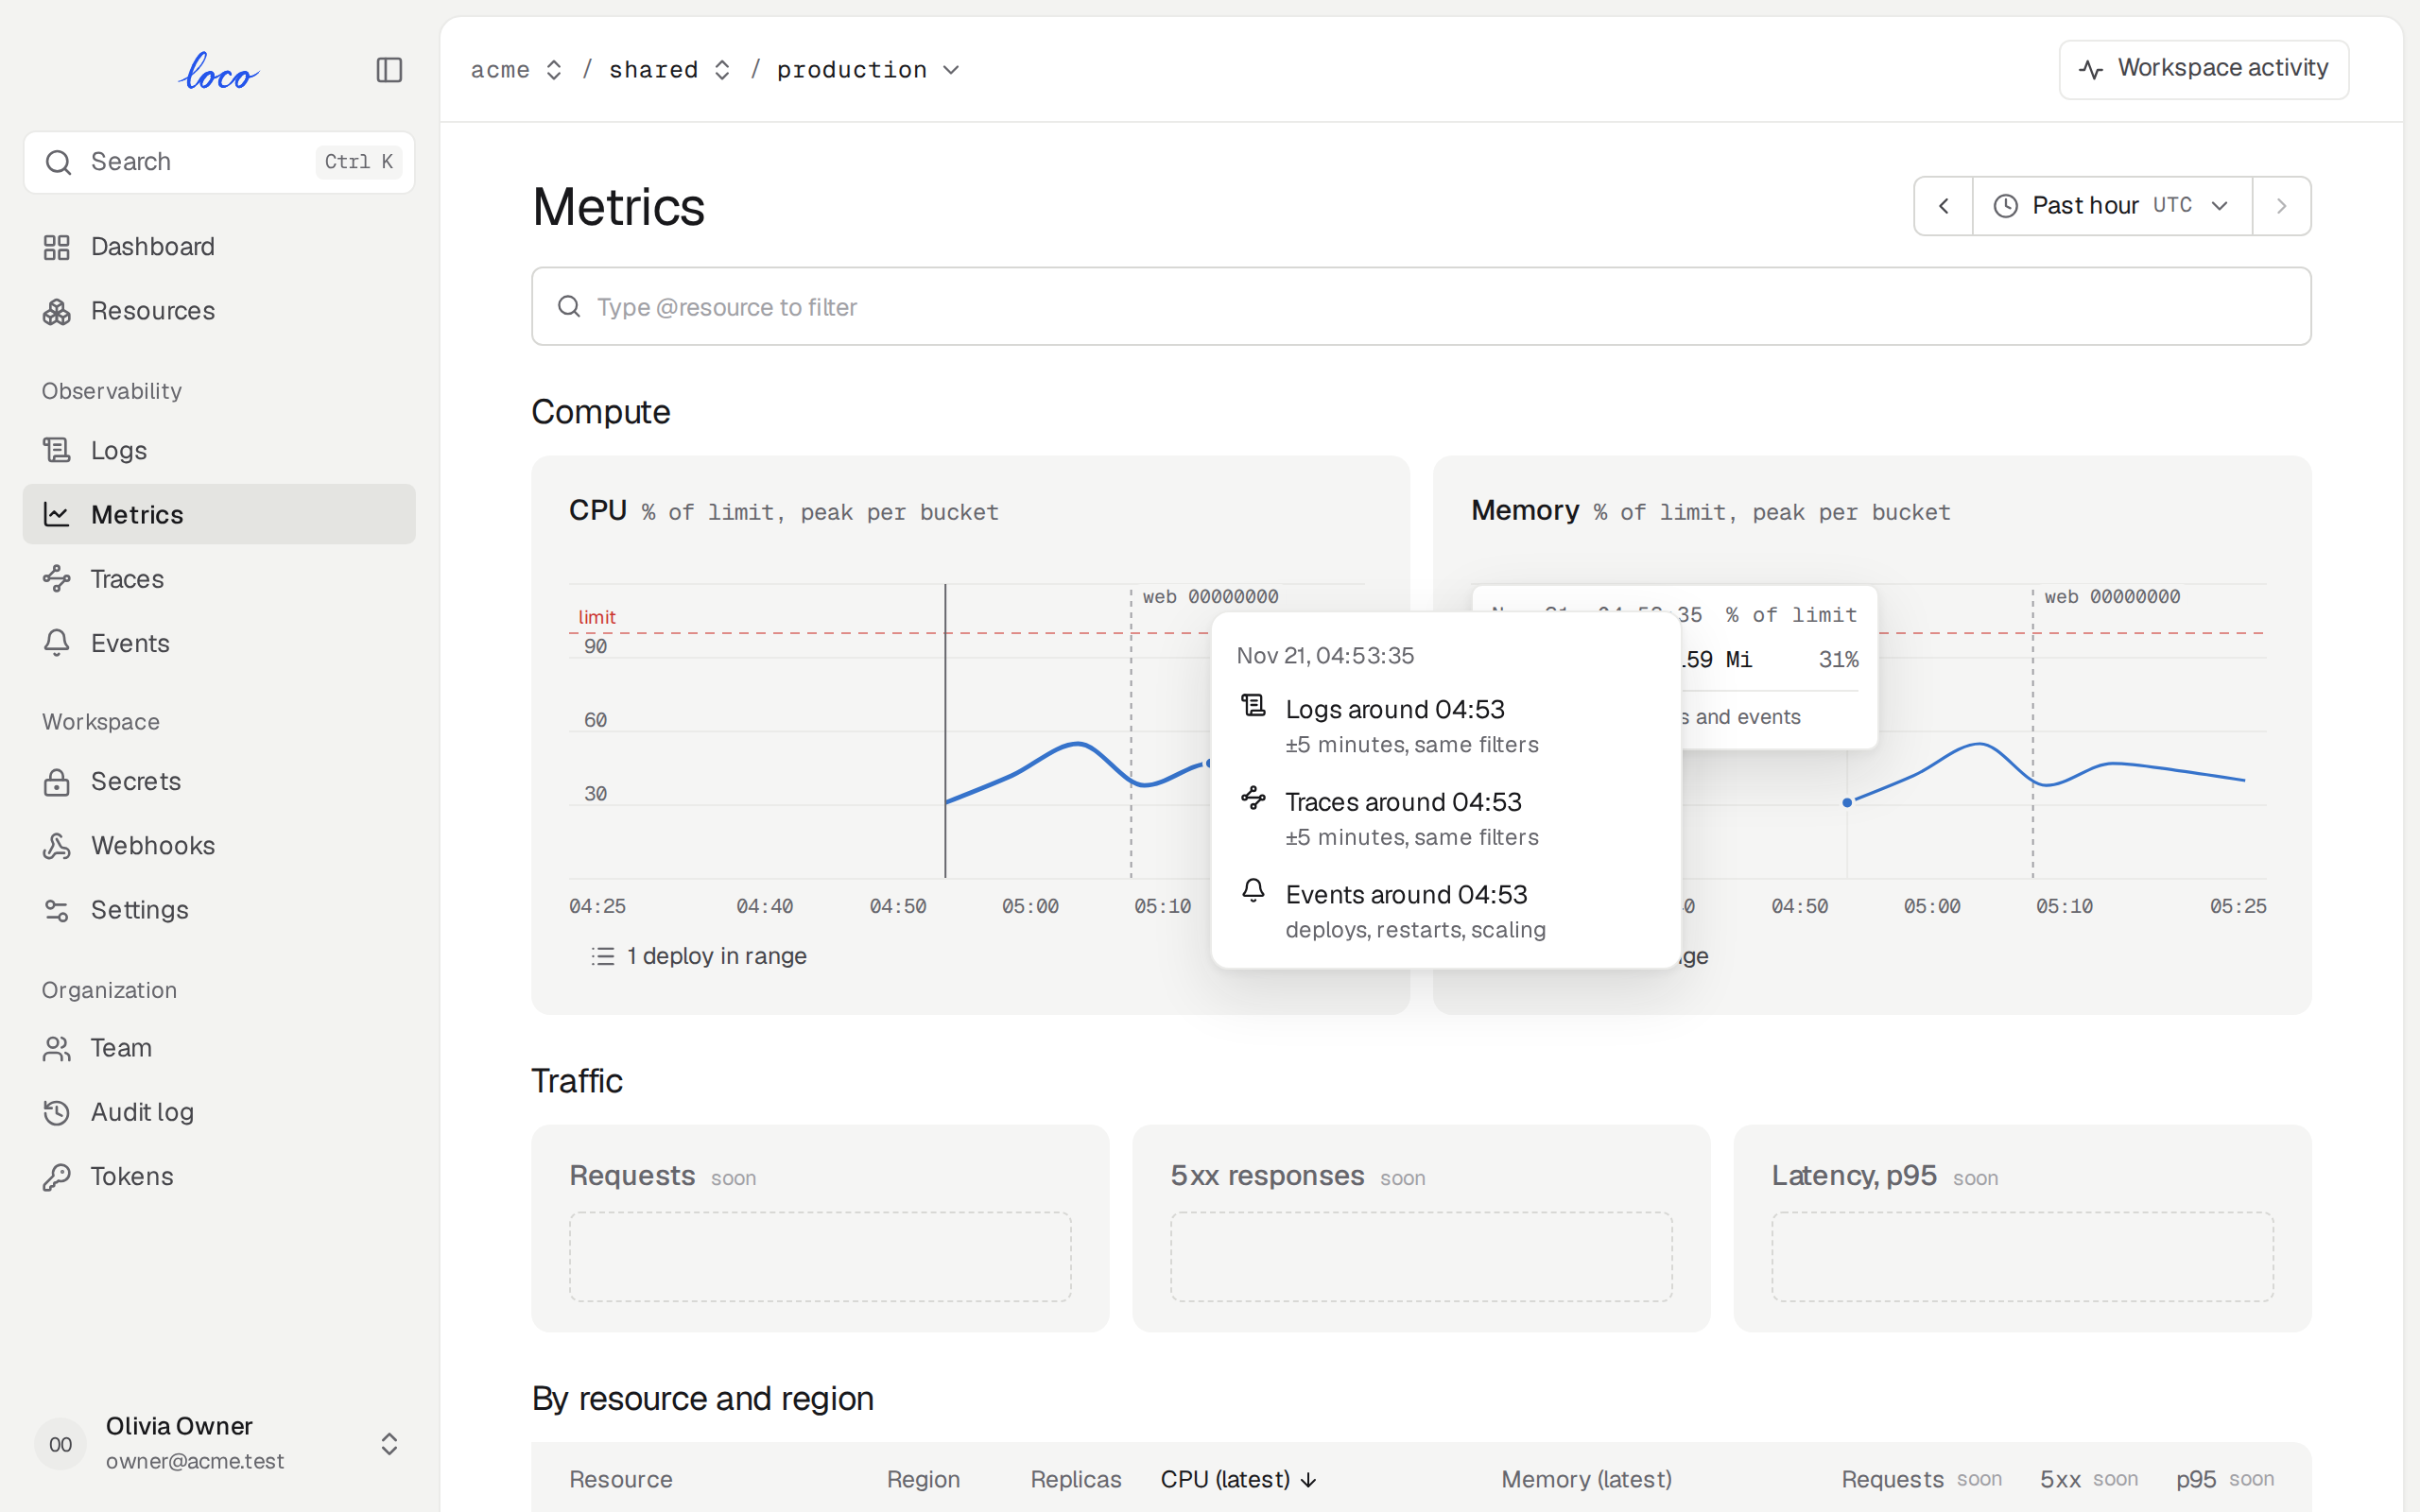 loco
Search Ctrl K
Dashboard
Resources
Observability
Logs
Metrics
Traces
Events
Workspace
Secrets
Webhooks
Settings
Organization
Team
Audit log
Tokens
OO Olivia Owner
owner@acme.test
acme / shared / production
Workspace activity
Metrics
Past hour UTC
Type @resource to filter
Compute
CPU % of limit, peak per bucket
web 00000000
limit
90
60
30
04:25 04:40 04:50 05:00 05:10
1 deploy in range
Memory % of limit, peak per bucket
web 00000000
35 % of limit
159 Mi 31%
and events
04:50 05:00 05:10 05:25
Nov 21, 04:53:35
Logs around 04:53
±5 minutes, same filters
Traces around 04:53
±5 minutes, same filters
Events around 04:53
deploys, restarts, scaling
Traffic
Requests soon
5xx responses soon
Latency, p95 soon
By resource and region
Resource Region Replicas CPU (latest) ↓ Memory (latest) Requests soon 5xx soon p95 soon